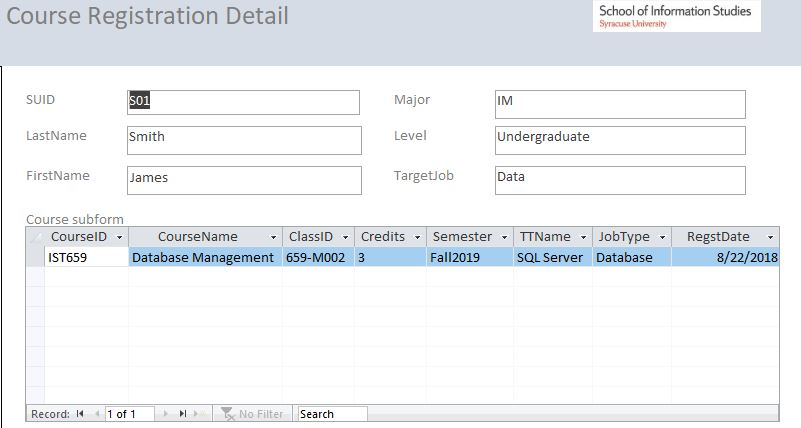 Course Registration Detail
School of Information Studies
Syracuse University
SUID S01 Major IM
LastName Smith Level Undergraduate
FirstName James TargetJob Data
Course subform
CourseID CourseName ClassID Credits Semester TTName JobType RegstDate
IST659 Database Management 659-M002 3 Fall2019 SQL Server Database 8/22/2018
Record: 1 of 1 No Filter Search